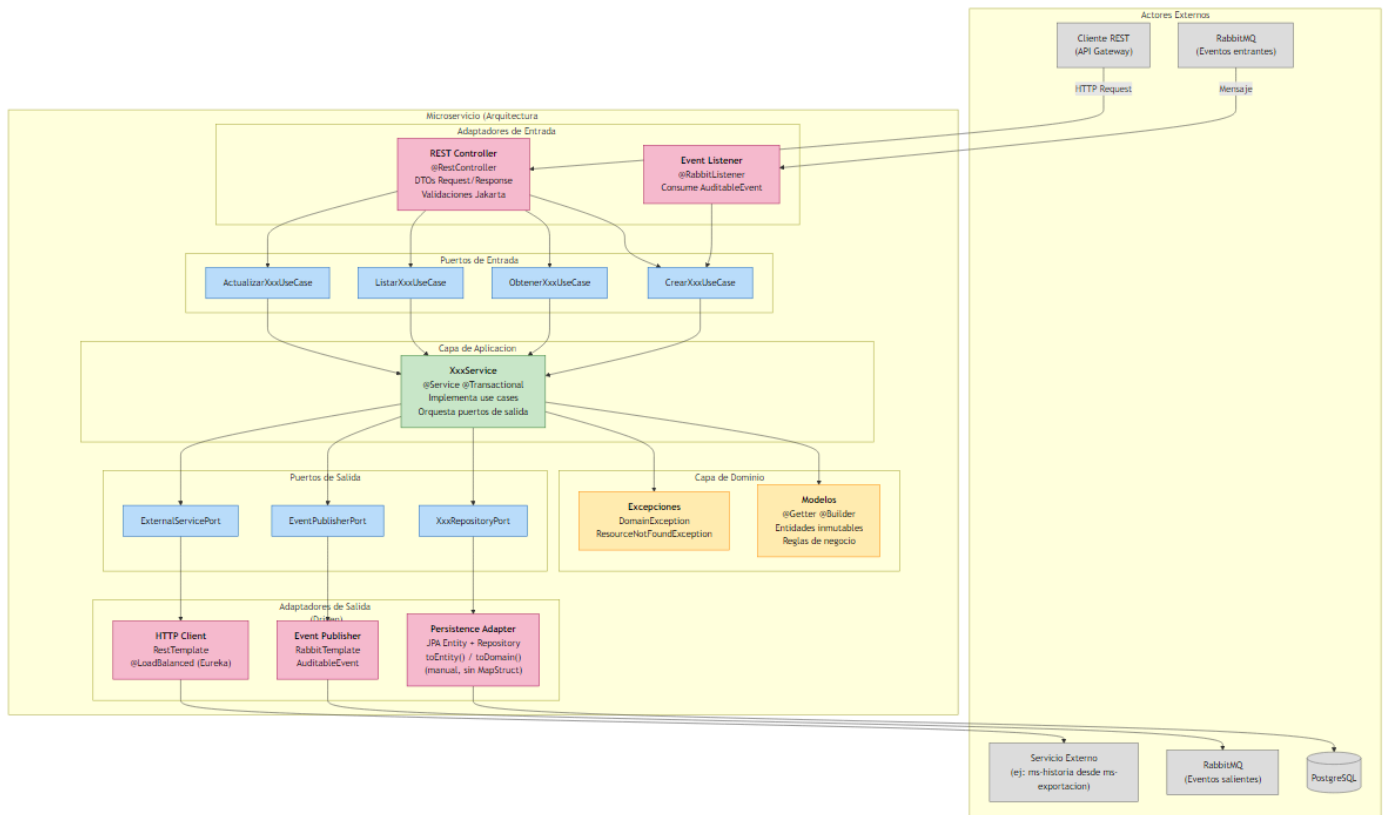 Actores Externos
Cliente REST
(API Gateway)
RabbitMQ
(Eventos entrantes)
HTTP Request
Mensaje
Microservicio (Arquitectura
Adaptadores de Entrada
REST Controller
@RestController
DTOs Request/Response
Validaciones Jakarta
Event Listener
@RabbitListener
Consume AuditableEvent
Puertos de Entrada
ActualizarXxxUseCase
ListarXxxUseCase
ObtenerXxxUseCase
CrearXxxUseCase
Capa de Aplicacion
XxxService
@Service @Transactional
Implementa use cases
Orquesta puertos de salida
Puertos de Salida
ExternalServicePort
EventPublisherPort
XxxRepositoryPort
Capa de Dominio
Excepciones
DomainException
ResourceNotFoundException
Modelos
@Getter @Builder
Entidades inmutables
Reglas de negocio
Adaptadores de Salida
(Driven)
HTTP Client
RestTemplate
@LoadBalanced (Eureka)
Event Publisher
RabbitTemplate
AuditableEvent
Persistence Adapter
JPA Entity + Repository
toEntity() / toDomain()
(manual, sin MapStruct)
Servicio Externo
(ej: ms-historia desde ms-
exportacion)
RabbitMQ
(Eventos salientes)
PostgreSQL